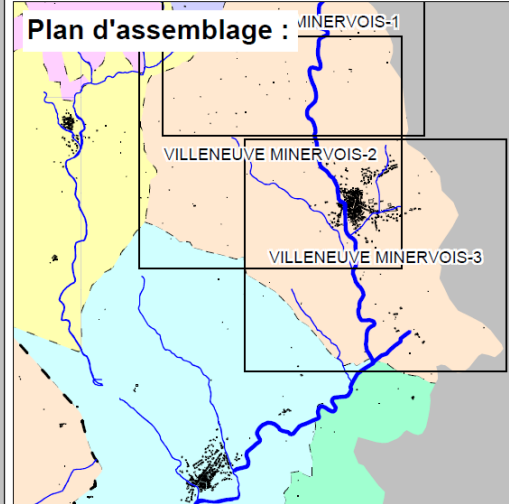 Plan d'assemblage :
MINERVOIS-1
VILLENEUVE MINERVOIS-2
VILLENEUVE MINERVOIS-3